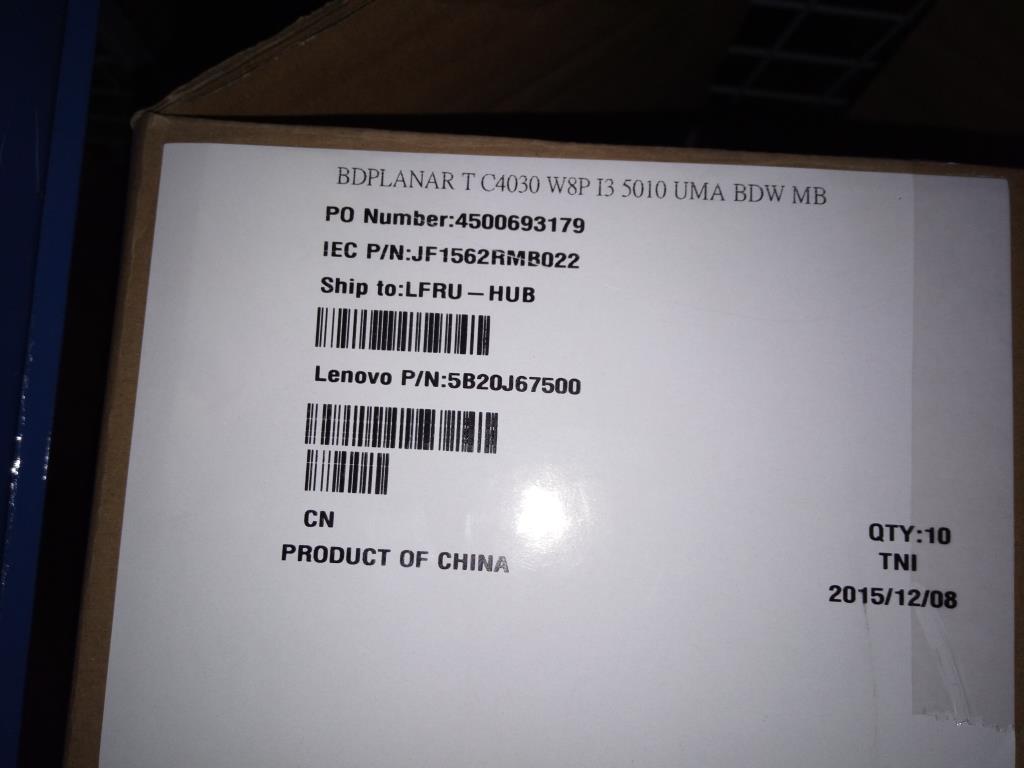 BDPLANAR T C4030 W8P I3 5010 UMA BDW MB
PO Number:4500693179
IEC P/N:JF1562RMB022
Ship to:LFRU–HUB
Lenovo P/N:5B20J67500
CN
PRODUCT OF CHINA
QTY:10
TNI
2015/12/08